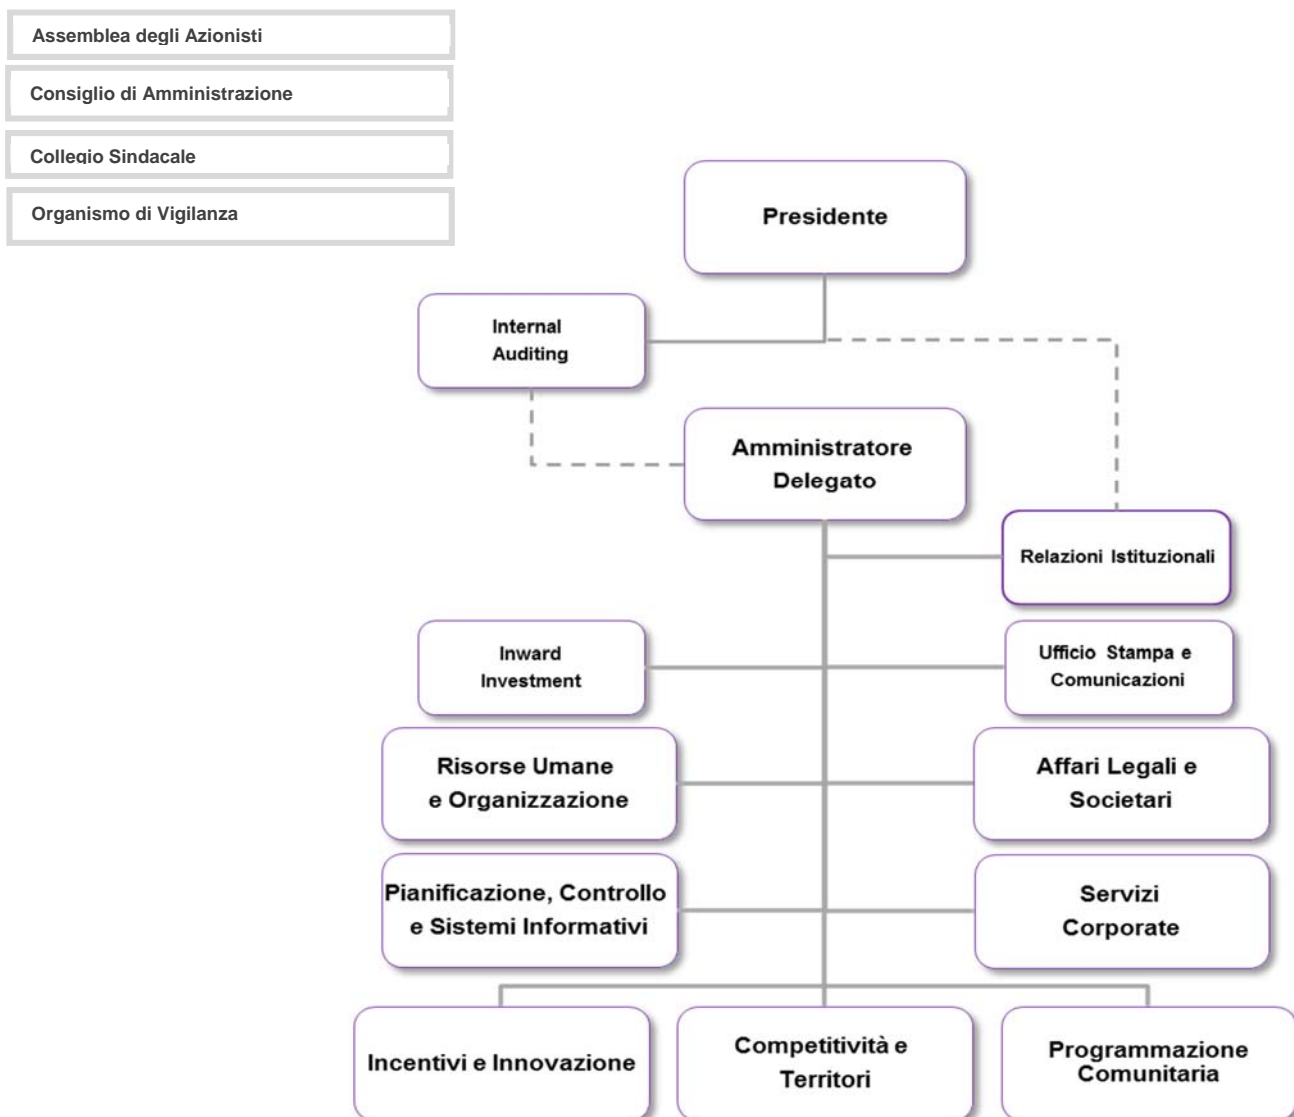 Assemblea degli Azionisti
Consiglio di Amministrazione
Collegio Sindacale
Organismo di Vigilanza
Presidente
Internal
Auditing
Amministratore
Delegato
Relazioni Istituzionali
Inward
Investment
Ufficio Stampa e
Comunicazioni
Risorse Umane
e Organizzazione
Affari Legali e
Societari
Pianificazione, Controllo
e Sistemi Informativi
Servizi
Corporate
Incentivi e Innovazione
Competitività e
Territori
Programmazione
Comunitaria